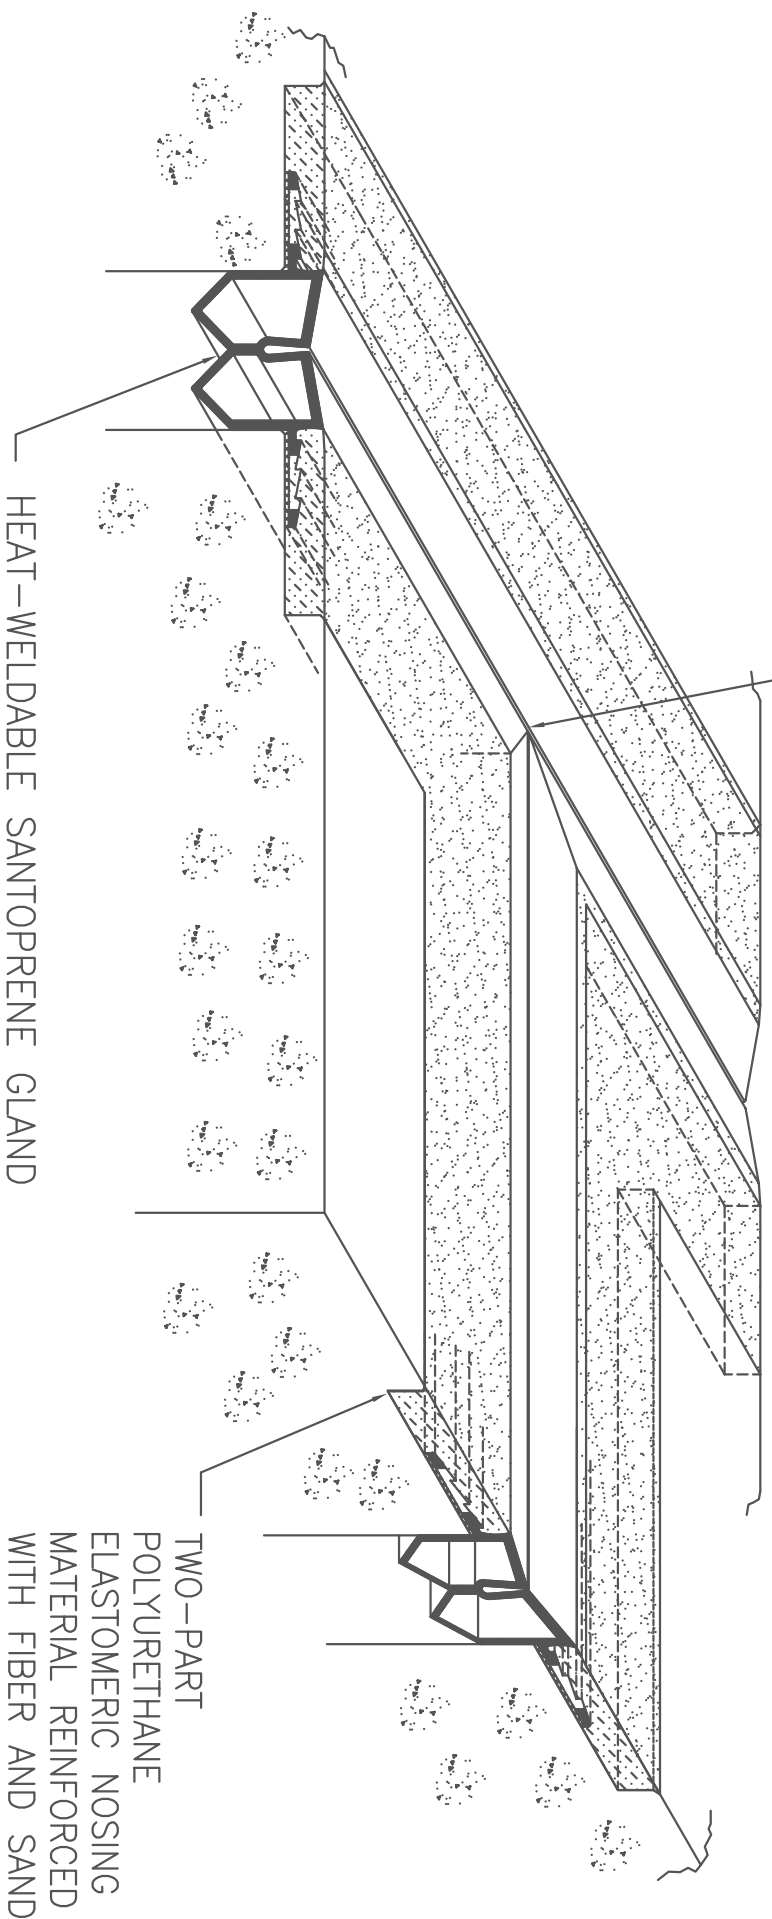 HEAT-WELDABLE SANTOPRENE GLAND
TWO-PART
POLYURETHANE
ELASTOMERIC NOSING
MATERIAL REINFORCED
WITH FIBER AND SAND